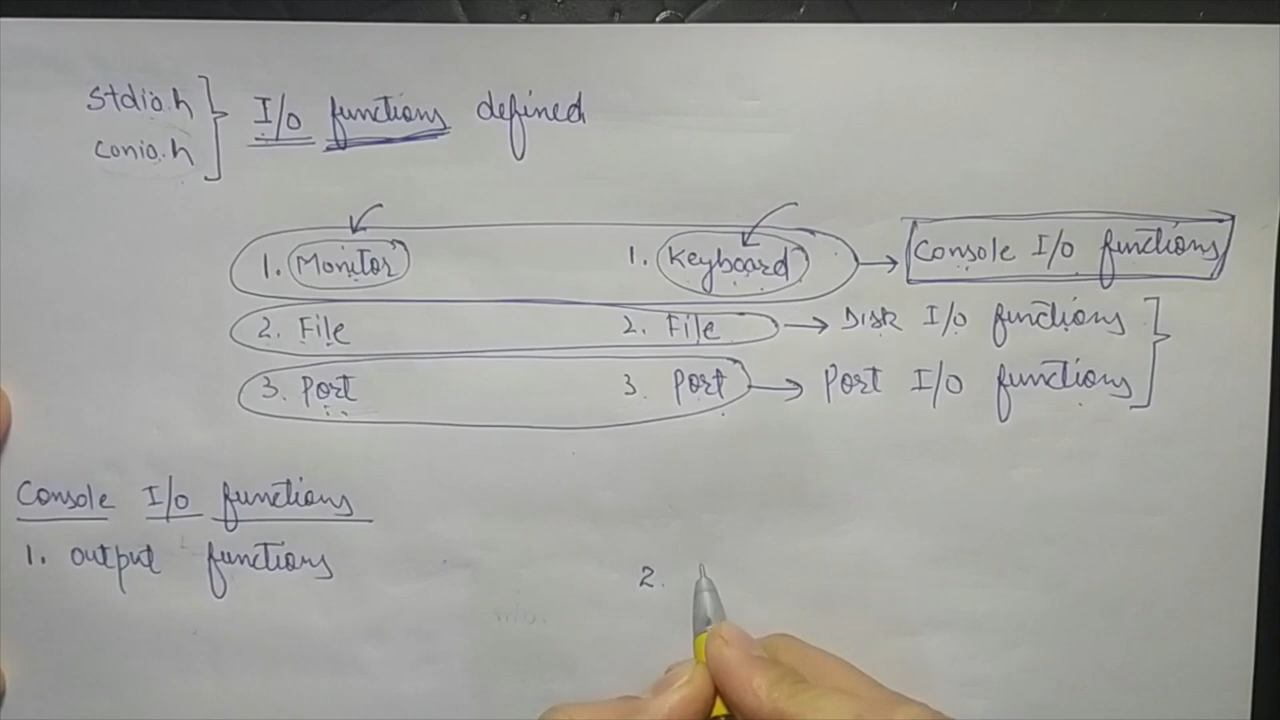 stdio.h
conio.h
I/O functions defined
1. Monitor 1. Keyboard → Console I/O functions
2. File 2. File → Disk I/O functions
3. Port 3. Port → Port I/O functions
Console I/O functions
1. output functions 2.